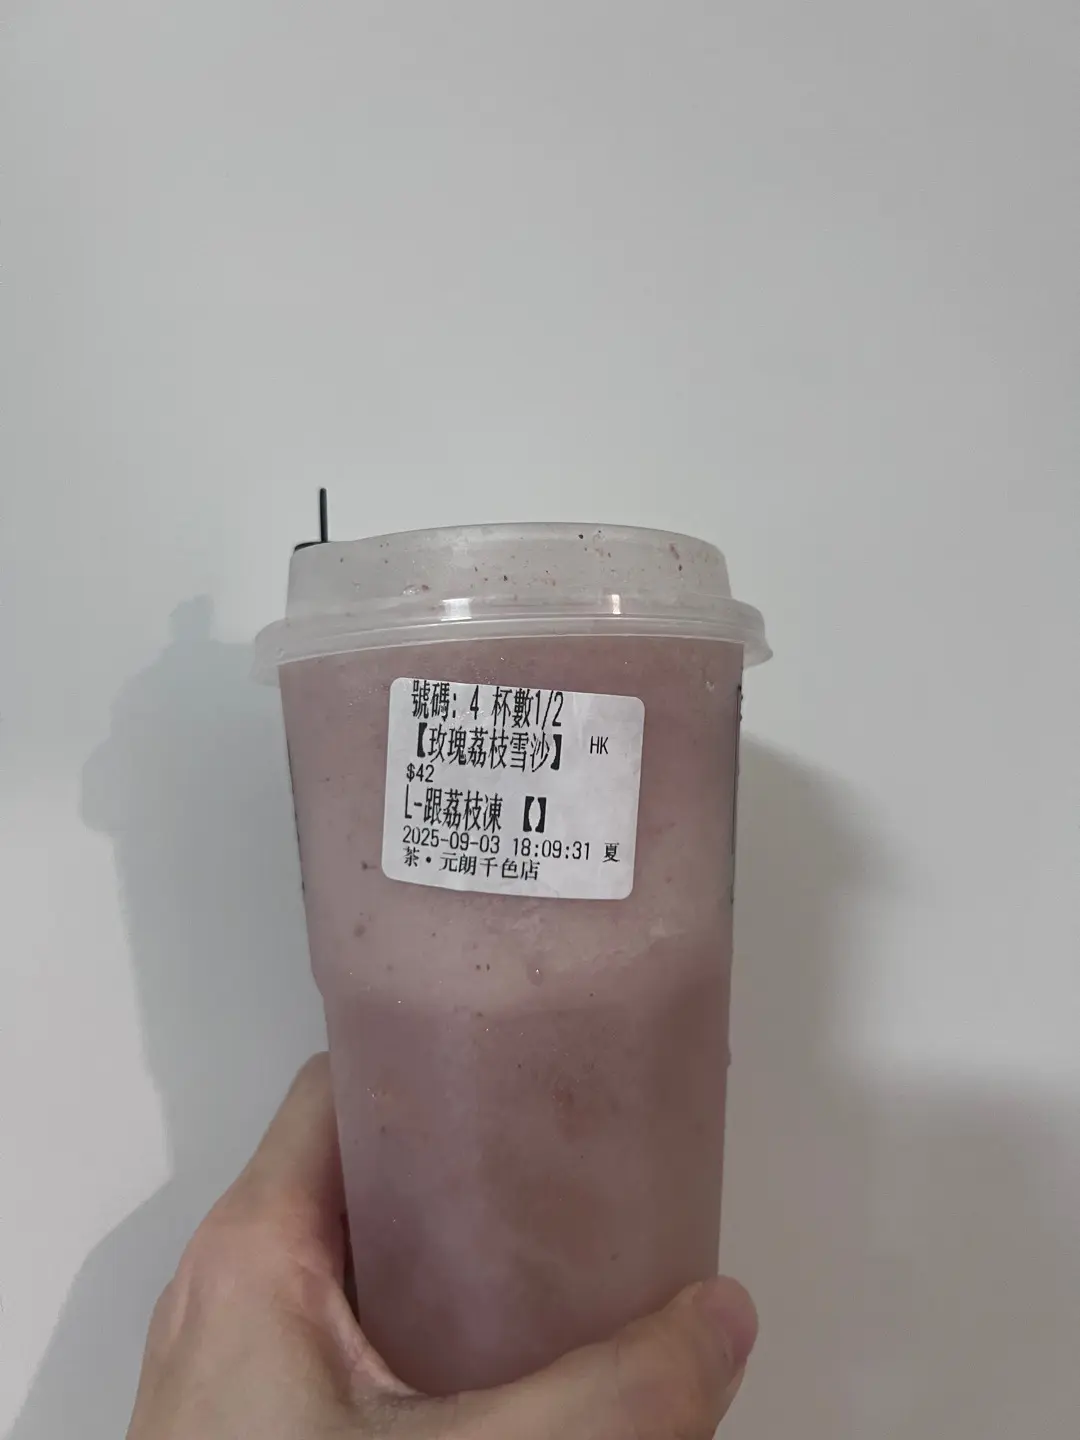 號碼: 4 杯數1/2
【玫瑰荔枝雪沙】 HK
$42
L-跟荔枝凍 【】
2025-09-03 18:09:31 夏
茶·元朗千色店